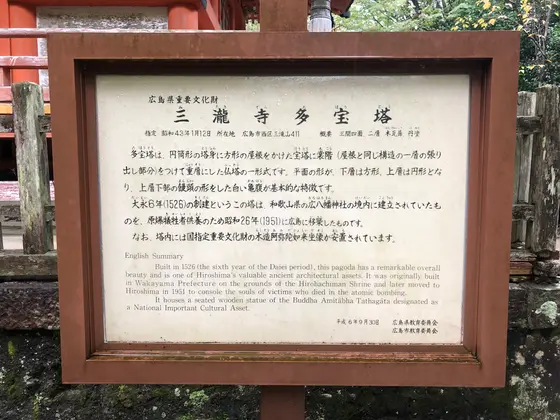 広島県重要文化財
三瀧寺多宝塔
指定 昭和43年1月12日 所在地 広島市西区三滝山411 概要 三間四面 二層 本瓦葺 丹塗
多宝塔は、円筒形の塔身に方形の屋根をかけた宝塔に裳階(屋根と同じ構造の一層の張り
出し部分)をつけて重層にした仏塔の一形式です。平面の形が、下層は方形、上層は円形とな
り、上層下部の饅頭の形をした白い亀腹が基本的な特徴です。
大永6年(1526)の創建というこの塔は、和歌山県の広八幡神社の境内に建立されていたも
のを、原爆犠牲者供養のため昭和26年(1951)に広島に移築したものです。
なお、塔内には国指定重要文化財の木造阿弥陀如来坐像が安置されています。
English Summary
Built in 1526 (the sixth year of the Daiei period), this pagoda has a remarkable overall
beauty and is one of Hiroshima's valuable ancient architectural assets. It was originally built
in Wakayama Prefecture on the grounds of the Hirohachiman Shrine and later moved to
Hiroshima in 1951 to console the souls of victims who died in the atomic bombing.
It houses a seated wooden statue of the Buddha Amitābha Tathāgata designated as
a National Important Cultural Asset.
平成6年9月30日 広島県教育委員会
広島市教育委員会